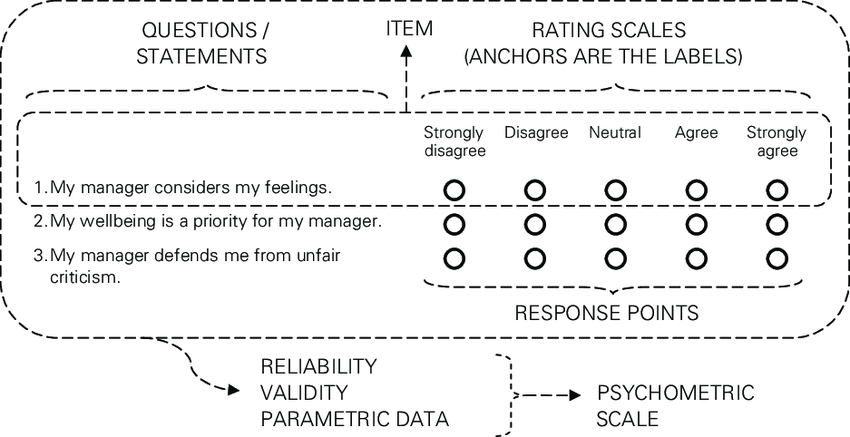 QUESTIONS /
STATEMENTS
ITEM
RATING SCALES
(ANCHORS ARE THE LABELS)
Strongly
disagree
Disagree
Neutral
Agree
Strongly
agree
1. My manager considers my feelings.
2. My wellbeing is a priority for my manager.
3. My manager defends me from unfair
criticism.
RESPONSE POINTS
RELIABILITY
VALIDITY
PARAMETRIC DATA
PSYCHOMETRIC
SCALE